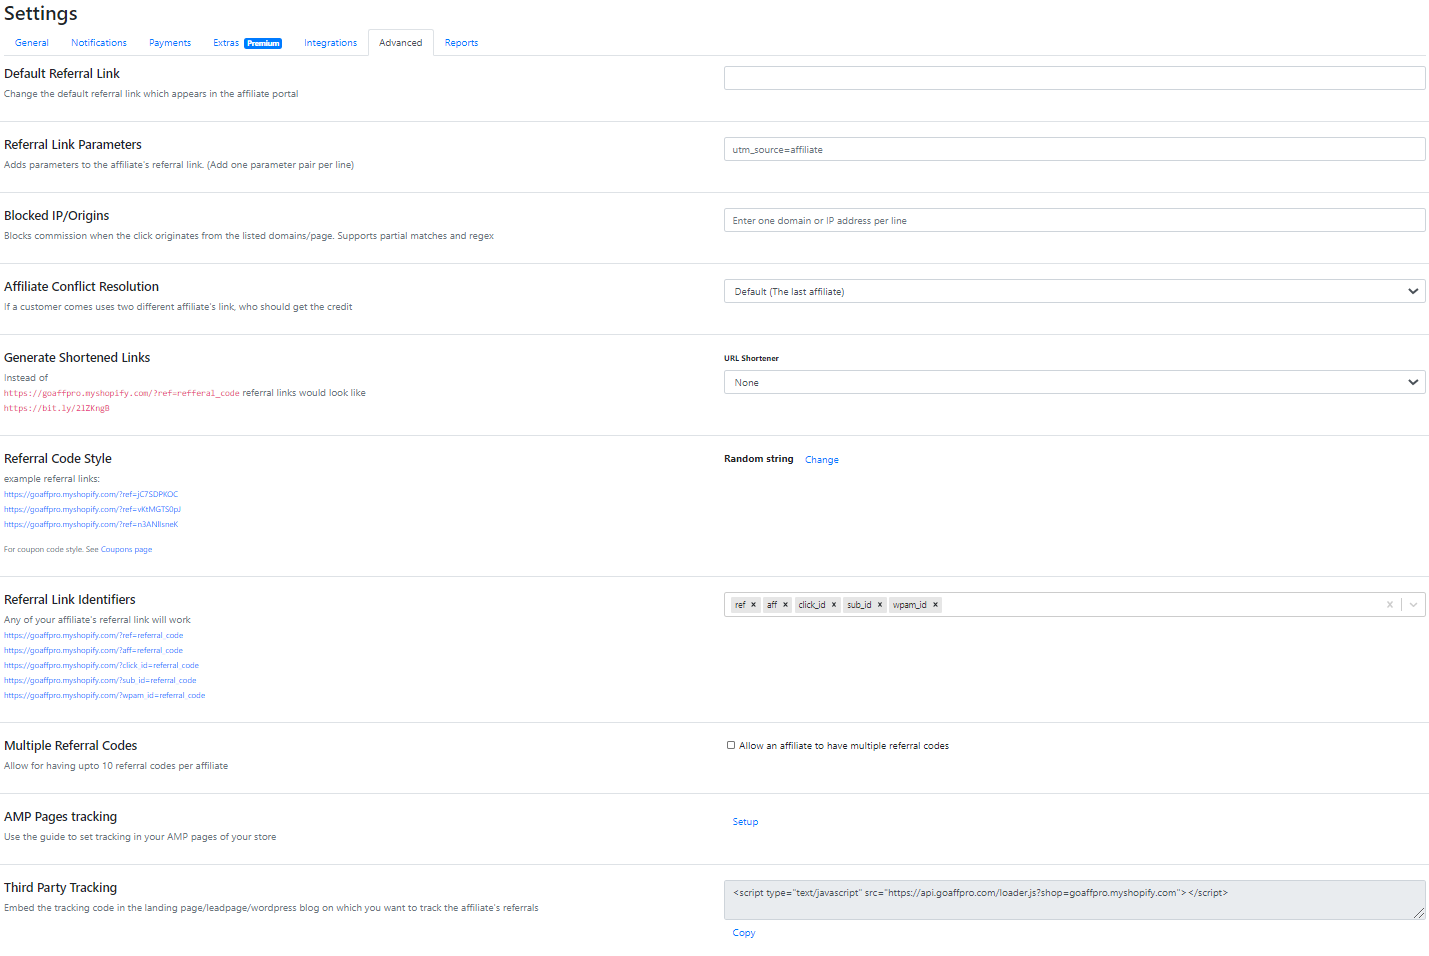 Settings
General Notifications Payments Extras Premium Integrations Advanced Reports
Default Referral Link
Change the default referral link which appears in the affiliate portal
Referral Link Parameters
Adds parameters to the affiliate's referral link. (Add one parameter pair per line)
utm_source=affiliate
Blocked IP/Origins
Blocks commission when the click originates from the listed domains/page. Supports partial matches and regex
Enter one domain or IP address per line
Affiliate Conflict Resolution
If a customer comes uses two different affiliate's link, who should get the credit
Default (The last affiliate)
Generate Shortened Links
Instead of
https://goaffpro.myshopify.com/?ref=refferal_code referral links would look like
https://bit.ly/2lZKngB
URL Shortener
None
Referral Code Style
example referral links:
https://goaffpro.myshopify.com/?ref=jC7SDPKOC
https://goaffpro.myshopify.com/?ref=vKtMGTS0pJ
https://goaffpro.myshopify.com/?ref=n3ANIlsneK
For coupon code style. See Coupons page
Random string Change
Referral Link Identifiers
Any of your affiliate's referral link will work
https://goaffpro.myshopify.com/?ref=referral_code
https://goaffpro.myshopify.com/?aff=referral_code
https://goaffpro.myshopify.com/?click_id=referral_code
https://goaffpro.myshopify.com/?sub_id=referral_code
https://goaffpro.myshopify.com/?wpam_id=referral_code
ref × aff × click_id × sub_id × wpam_id ×
Multiple Referral Codes
Allow for having upto 10 referral codes per affiliate
Allow an affiliate to have multiple referral codes
AMP Pages tracking
Use the guide to set tracking in your AMP pages of your store
Setup
Third Party Tracking
Embed the tracking code in the landing page/leadpage/wordpress blog on which you want to track the affiliate's referrals
<script type="text/javascript" src="https://api.goaffpro.com/loader.js?shop=goaffpro.myshopify.com"></script>
Copy